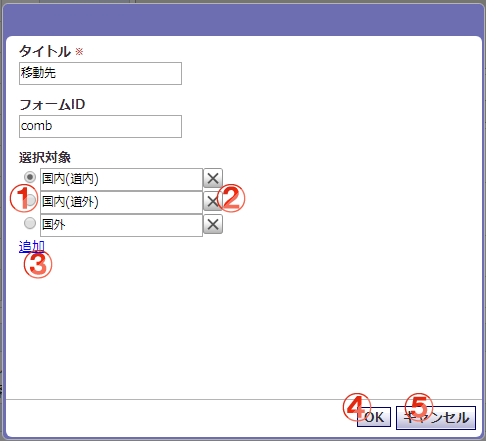 タイトル ※
移動先
フォームID
comb
選択対象
国内(道内)
① 国内(道外) ②
国外
追加
③
④ ⑤
OK キャンセル